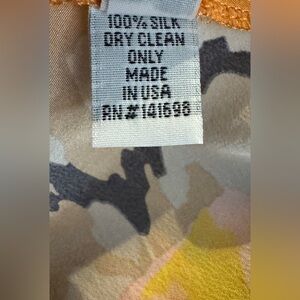 100% SILK
DRY CLEAN
ONLY
MADE
IN USA
RN#141698